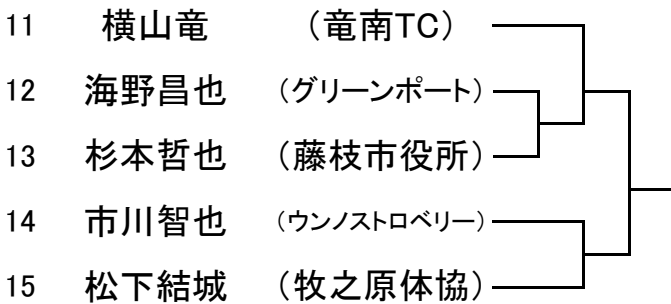 11 横山竜 （竜南TC）
12 海野昌也 （グリーンポート）
13 杉本哲也 （藤枝市役所）
14 市川智也 （ウンノストロベリー）
15 松下結城 （牧之原体協）